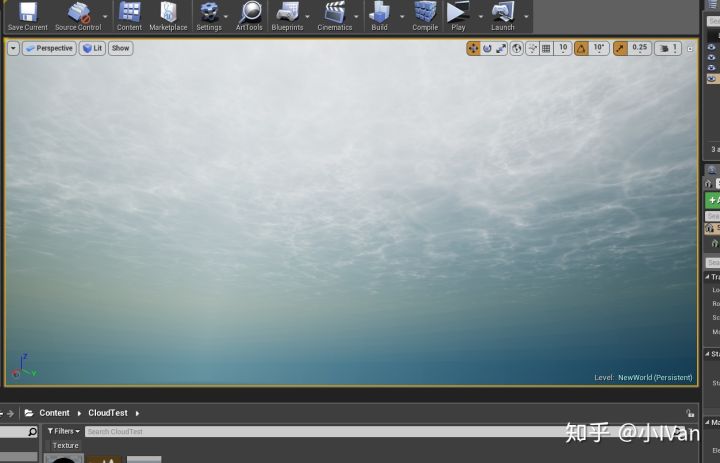 Save Current Source Control Content Marketplace Settings ArtTools Blueprints Cinematics Build Compile Play Launch
Perspective Lit Show 10 10° 0.25 1
3 a
Z
Y
Level: NewWorld (Persistent)
Content CloudTest
Filters Search CloudTest
Texture
知乎 @小IVan